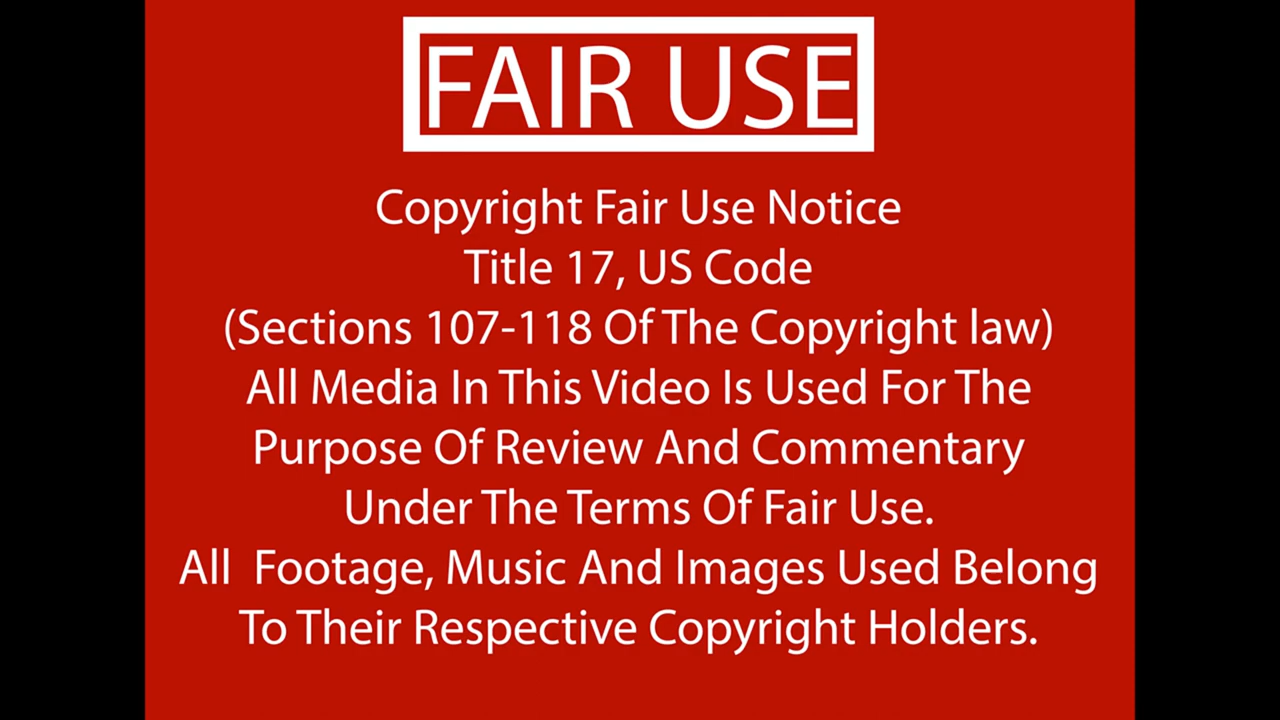 FAIR USE
Copyright Fair Use Notice
Title 17, US Code
(Sections 107-118 Of The Copyright law)
All Media In This Video Is Used For The
Purpose Of Review And Commentary
Under The Terms Of Fair Use.
All  Footage, Music And Images Used Belong
To Their Respective Copyright Holders.